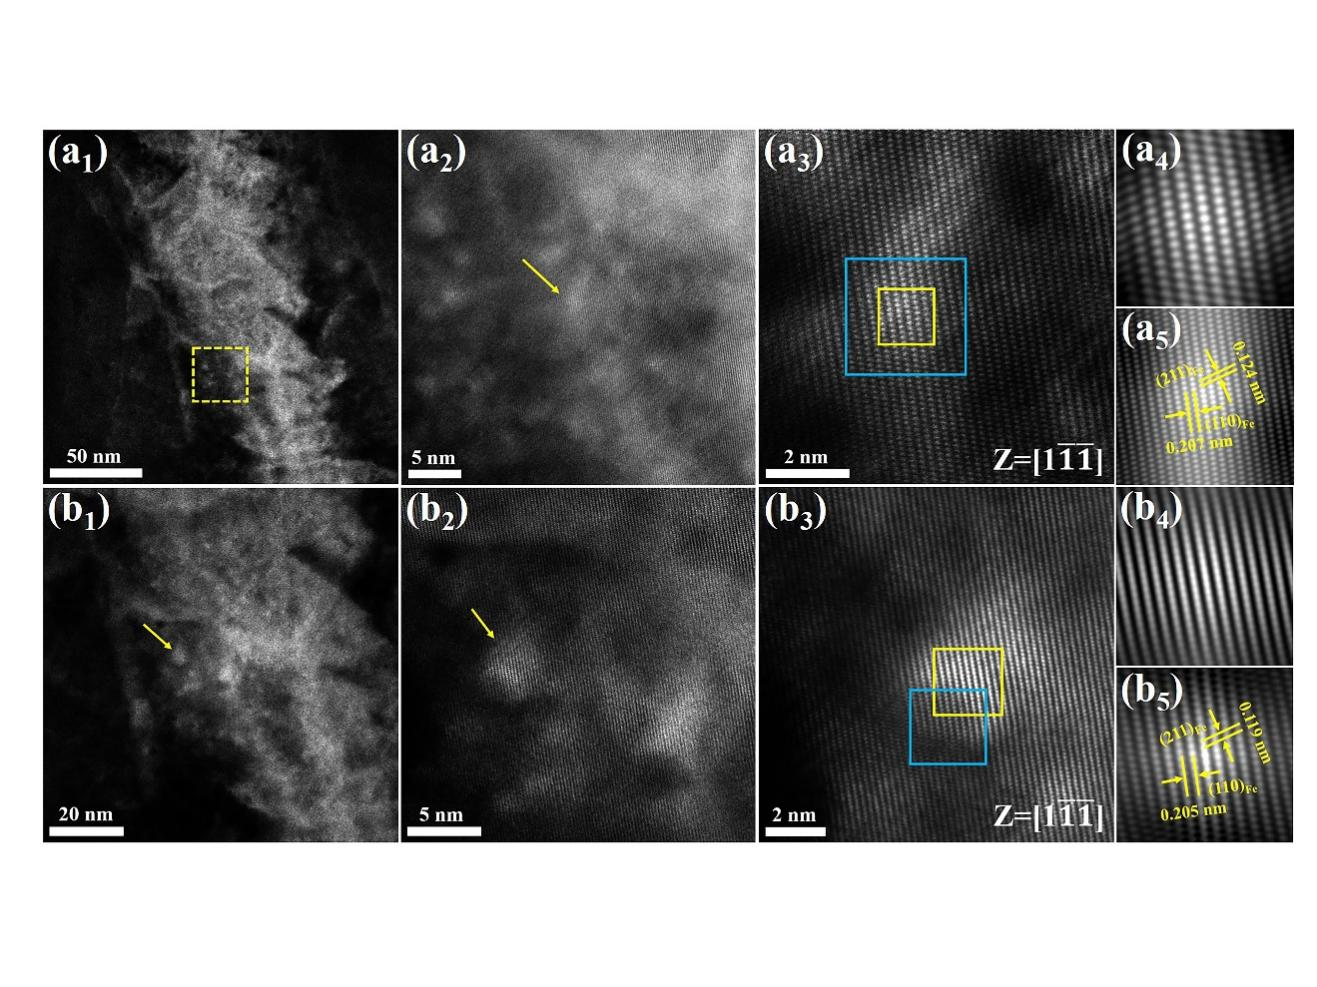 (a₁)
(a₂)
(a₃)
(a₄)
(a₅)
(211)Fe
0.124 nm
(110)Fe
0.207 nm
50 nm
5 nm
2 nm
Z=[11̅1̅]
(b₁)
(b₂)
(b₃)
(b₄)
(b₅)
(211)Fe
0.119 nm
(110)Fe
0.205 nm
20 nm
5 nm
2 nm
Z=[11̅1̅]